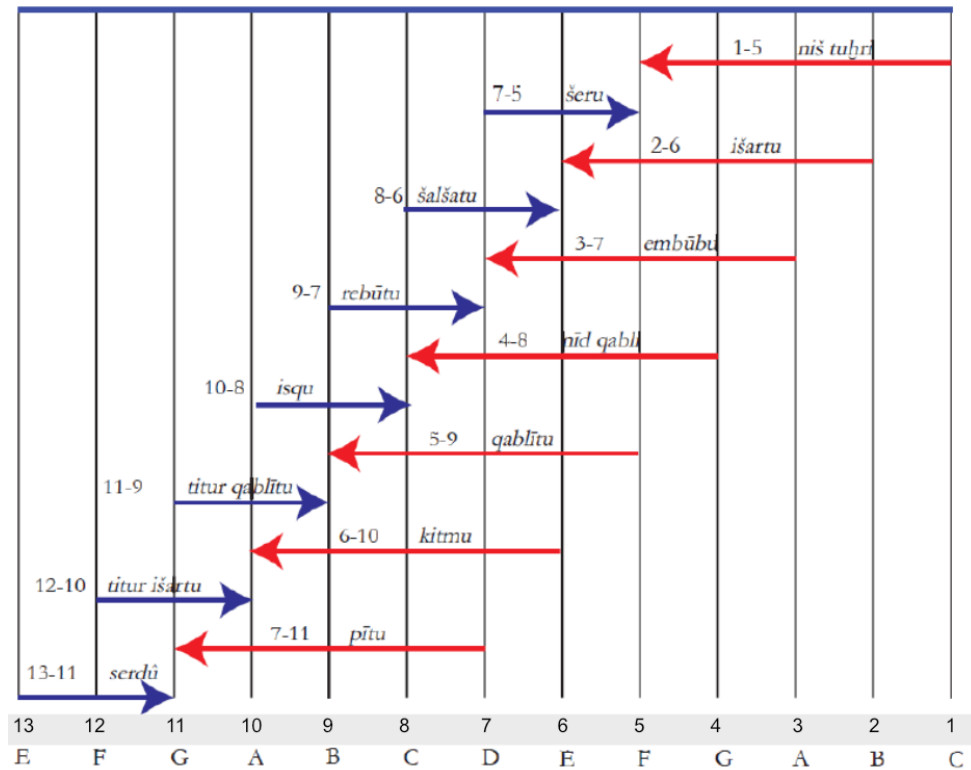 1-5 niš tuḫri
7-5 šeru
2-6 išartu
8-6 šalšatu
3-7 embūbu
9-7 rebūtu
4-8 nīd qabli
10-8 isqu
5-9 qablītu
11-9 titur qablītu
6-10 kitmu
12-10 titur išartu
7-11 pītu
13-11 serdû
13 12 11 10 9 8 7 6 5 4 3 2 1
E F G A B C D E F G A B C